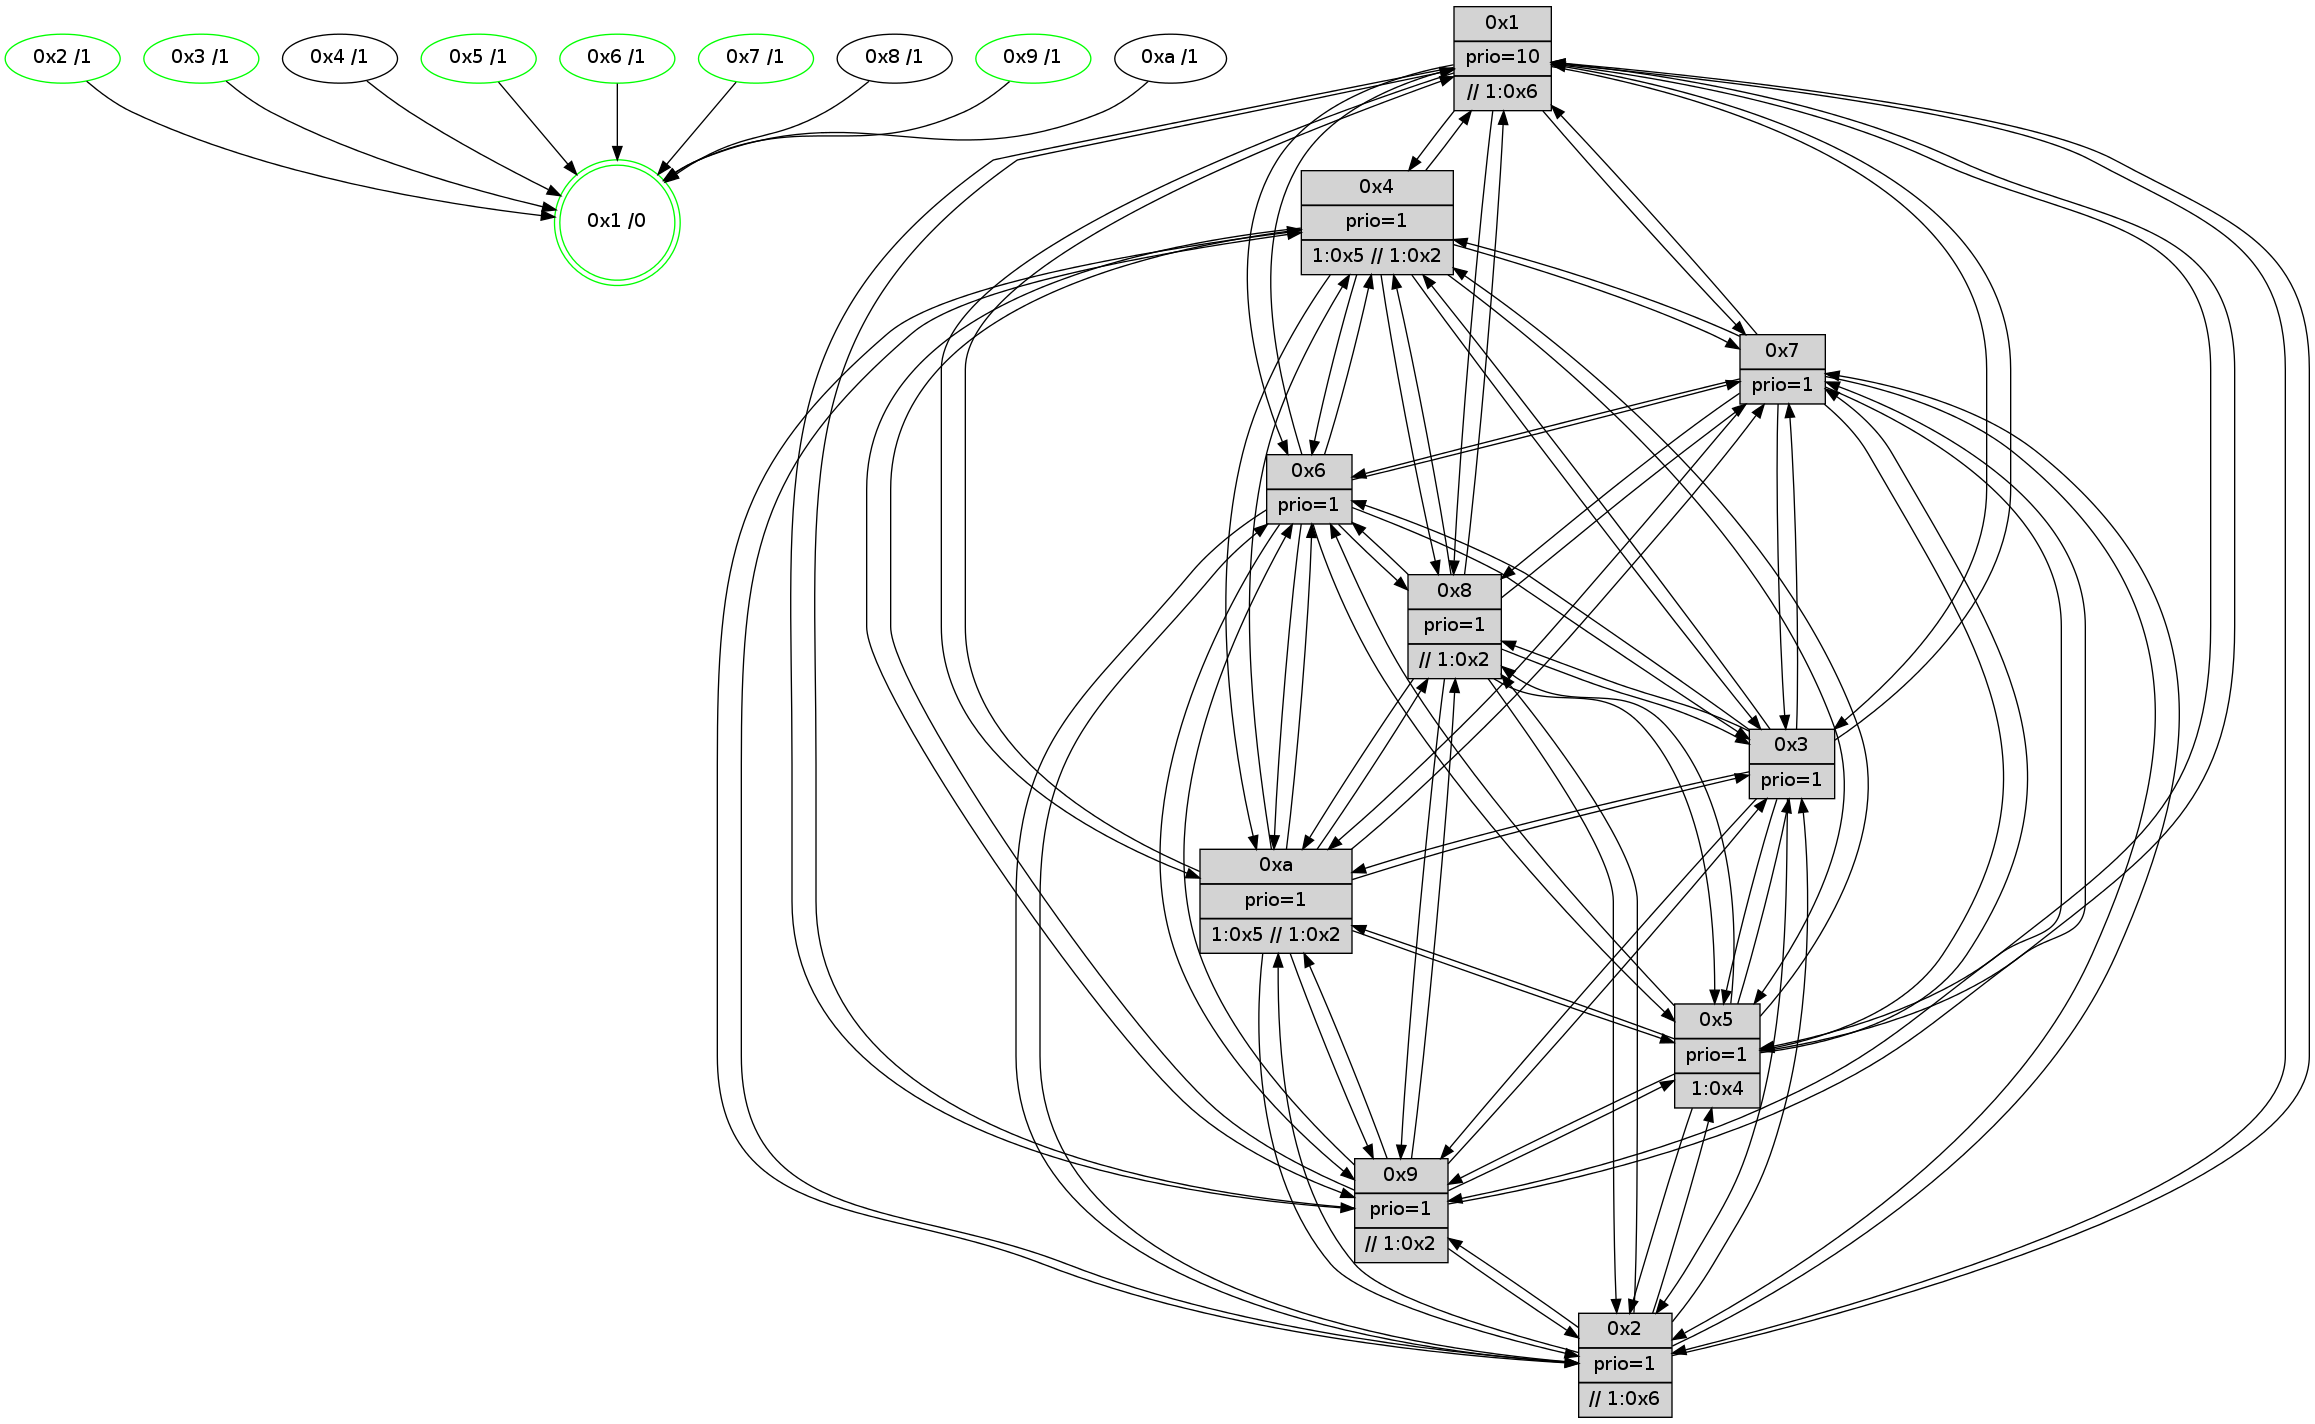 0x2 /1
0x3 /1
0x4 /1
0x5 /1
0x6 /1
0x7 /1
0x8 /1
0x9 /1
0xa /1
0x1 /0
0x1
prio=10
// 1:0x6
0x4
prio=1
1:0x5 // 1:0x2
0x7
prio=1
0x6
prio=1
0x8
prio=1
// 1:0x2
0x3
prio=1
0xa
prio=1
1:0x5 // 1:0x2
0x5
prio=1
1:0x4
0x9
prio=1
// 1:0x2
0x2
prio=1
// 1:0x6